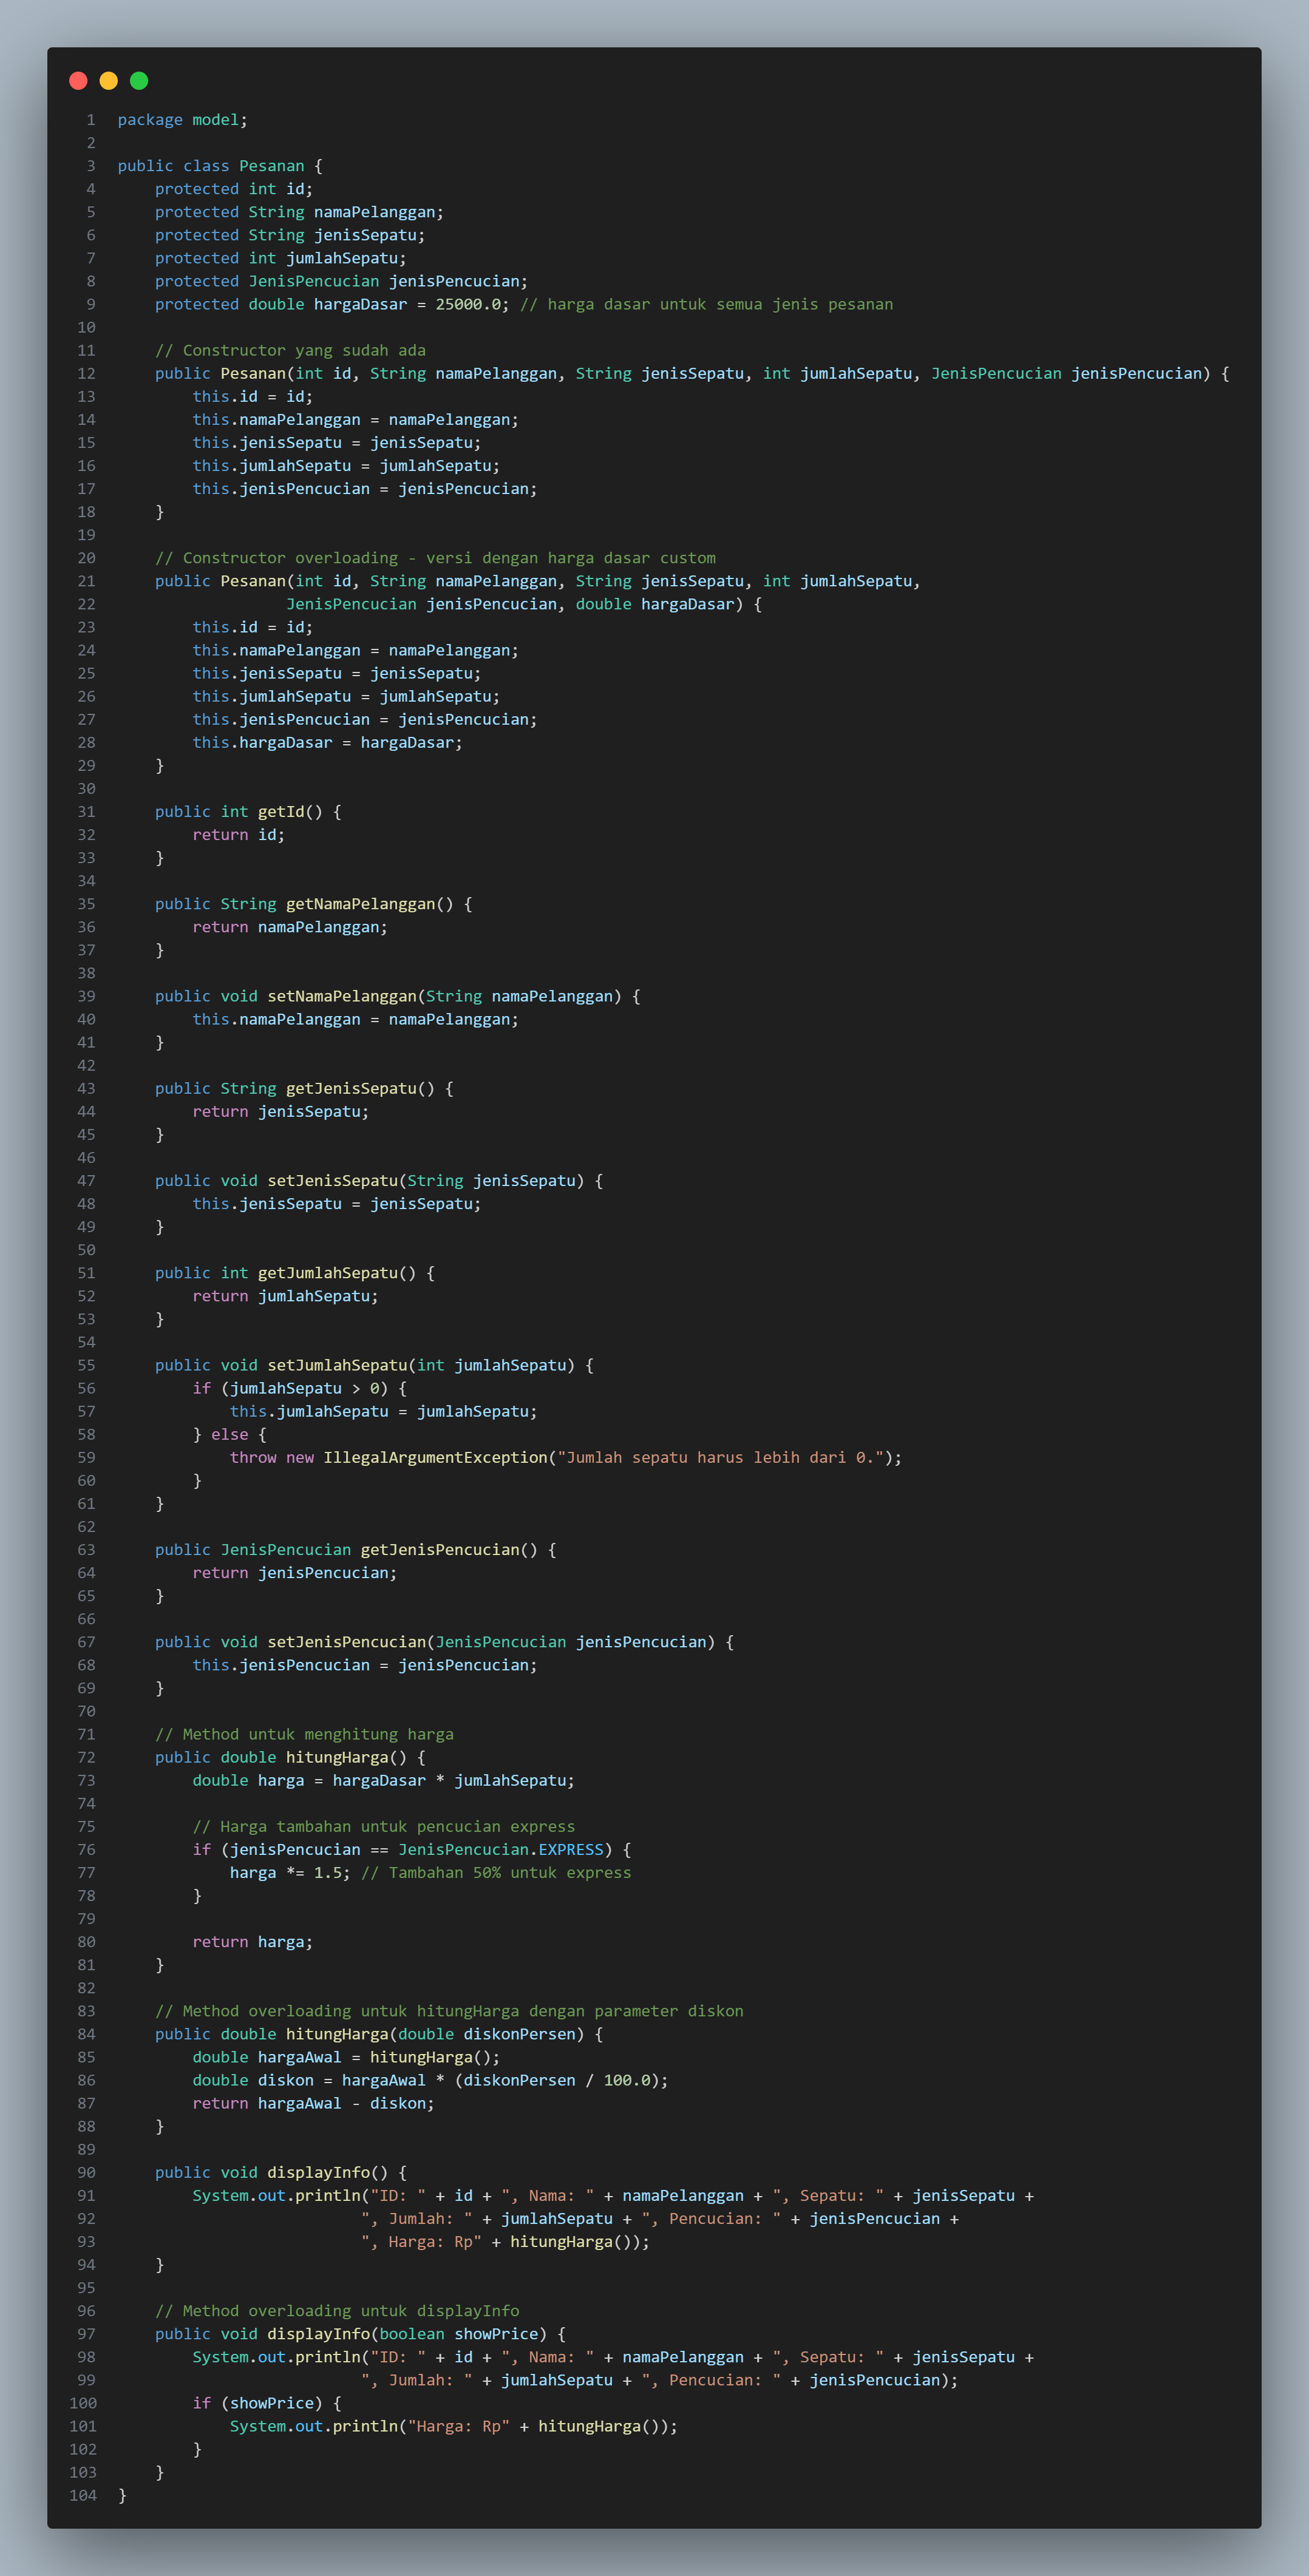 1 package model;
2
3 public class Pesanan {
4     protected int id;
5     protected String namaPelanggan;
6     protected String jenisSepatu;
7     protected int jumlahSepatu;
8     protected JenisPencucian jenisPencucian;
9     protected double hargaDasar = 25000.0; // harga dasar untuk semua jenis pesanan
10
11     // Constructor yang sudah ada
12     public Pesanan(int id, String namaPelanggan, String jenisSepatu, int jumlahSepatu, JenisPencucian jenisPencucian) {
13         this.id = id;
14         this.namaPelanggan = namaPelanggan;
15         this.jenisSepatu = jenisSepatu;
16         this.jumlahSepatu = jumlahSepatu;
17         this.jenisPencucian = jenisPencucian;
18     }
19
20     // Constructor overloading - versi dengan harga dasar custom
21     public Pesanan(int id, String namaPelanggan, String jenisSepatu, int jumlahSepatu,
22                   JenisPencucian jenisPencucian, double hargaDasar) {
23         this.id = id;
24         this.namaPelanggan = namaPelanggan;
25         this.jenisSepatu = jenisSepatu;
26         this.jumlahSepatu = jumlahSepatu;
27         this.jenisPencucian = jenisPencucian;
28         this.hargaDasar = hargaDasar;
29     }
30
31     public int getId() {
32         return id;
33     }
34
35     public String getNamaPelanggan() {
36         return namaPelanggan;
37     }
38
39     public void setNamaPelanggan(String namaPelanggan) {
40         this.namaPelanggan = namaPelanggan;
41     }
42
43     public String getJenisSepatu() {
44         return jenisSepatu;
45     }
46
47     public void setJenisSepatu(String jenisSepatu) {
48         this.jenisSepatu = jenisSepatu;
49     }
50
51     public int getJumlahSepatu() {
52         return jumlahSepatu;
53     }
54
55     public void setJumlahSepatu(int jumlahSepatu) {
56         if (jumlahSepatu > 0) {
57             this.jumlahSepatu = jumlahSepatu;
58         } else {
59             throw new IllegalArgumentException("Jumlah sepatu harus lebih dari 0.");
60         }
61     }
62
63     public JenisPencucian getJenisPencucian() {
64         return jenisPencucian;
65     }
66
67     public void setJenisPencucian(JenisPencucian jenisPencucian) {
68         this.jenisPencucian = jenisPencucian;
69     }
70
71     // Method untuk menghitung harga
72     public double hitungHarga() {
73         double harga = hargaDasar * jumlahSepatu;
74
75         // Harga tambahan untuk pencucian express
76         if (jenisPencucian == JenisPencucian.EXPRESS) {
77             harga *= 1.5; // Tambahan 50% untuk express
78         }
79
80         return harga;
81     }
82
83     // Method overloading untuk hitungHarga dengan parameter diskon
84     public double hitungHarga(double diskonPersen) {
85         double hargaAwal = hitungHarga();
86         double diskon = hargaAwal * (diskonPersen / 100.0);
87         return hargaAwal - diskon;
88     }
89
90     public void displayInfo() {
91         System.out.println("ID: " + id + ", Nama: " + namaPelanggan + ", Sepatu: " + jenisSepatu +
92                           ", Jumlah: " + jumlahSepatu + ", Pencucian: " + jenisPencucian +
93                           ", Harga: Rp" + hitungHarga());
94     }
95
96     // Method overloading untuk displayInfo
97     public void displayInfo(boolean showPrice) {
98         System.out.println("ID: " + id + ", Nama: " + namaPelanggan + ", Sepatu: " + jenisSepatu +
99                           ", Jumlah: " + jumlahSepatu + ", Pencucian: " + jenisPencucian);
100         if (showPrice) {
101             System.out.println("Harga: Rp" + hitungHarga());
102         }
103     }
104 }